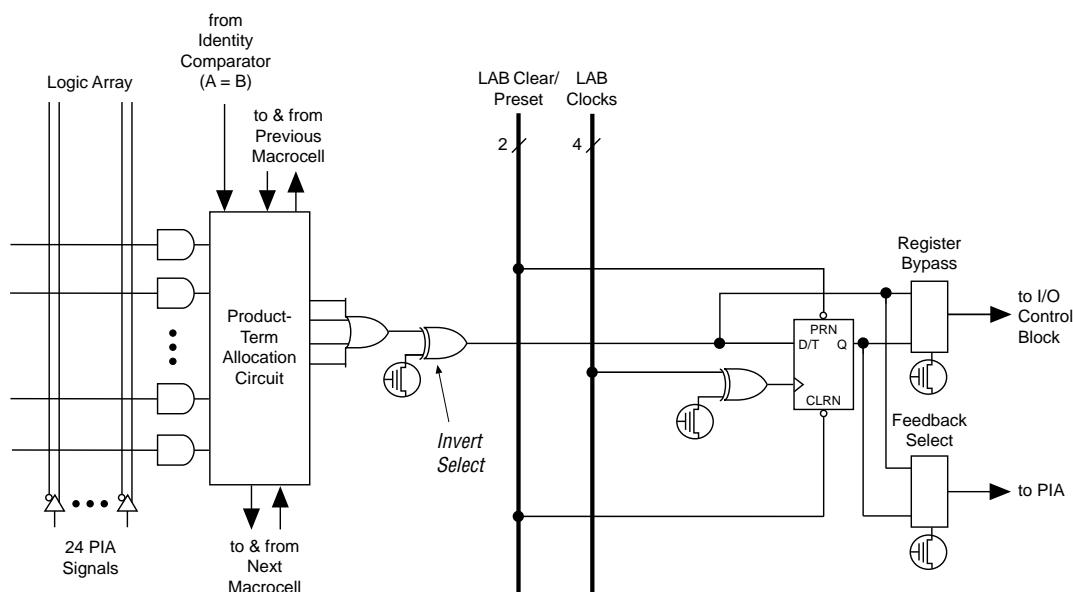 from
Identity
Comparator
(A = B)
Logic Array
to & from
Previous
Macrocell
LAB Clear/
Preset
LAB
Clocks
2
4
Product-
Term
Allocation
Circuit
Invert
Select
PRN
D/T Q
CLRN
Register
Bypass
to I/O
Control
Block
Feedback
Select
to PIA
24 PIA
Signals
to & from
Next
Macrocell